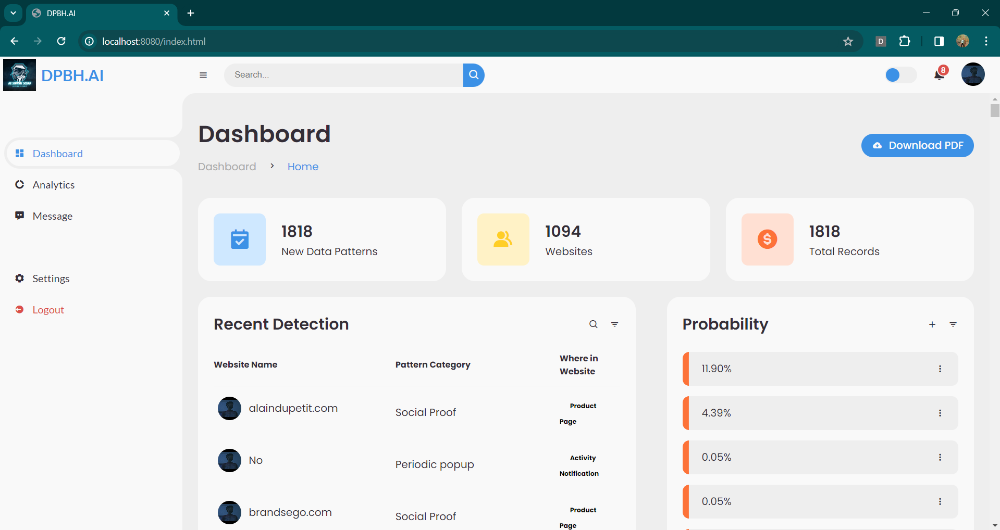 DPBH.AI
localhost:8080/index.html
D
DPBH.AI
Search...
8
Dashboard
Analytics
Message
Settings
Logout
Dashboard
Dashboard > Home
Download PDF
1818
New Data Patterns
1094
Websites
$
1818
Total Records
Recent Detection
Website Name
Pattern Category
Where in
Website
alaindupetit.com
Social Proof
Product
Page
No
Periodic popup
Activity
Notification
brandsego.com
Social Proof
Product
Page
Probability
11.90%
4.39%
0.05%
0.05%